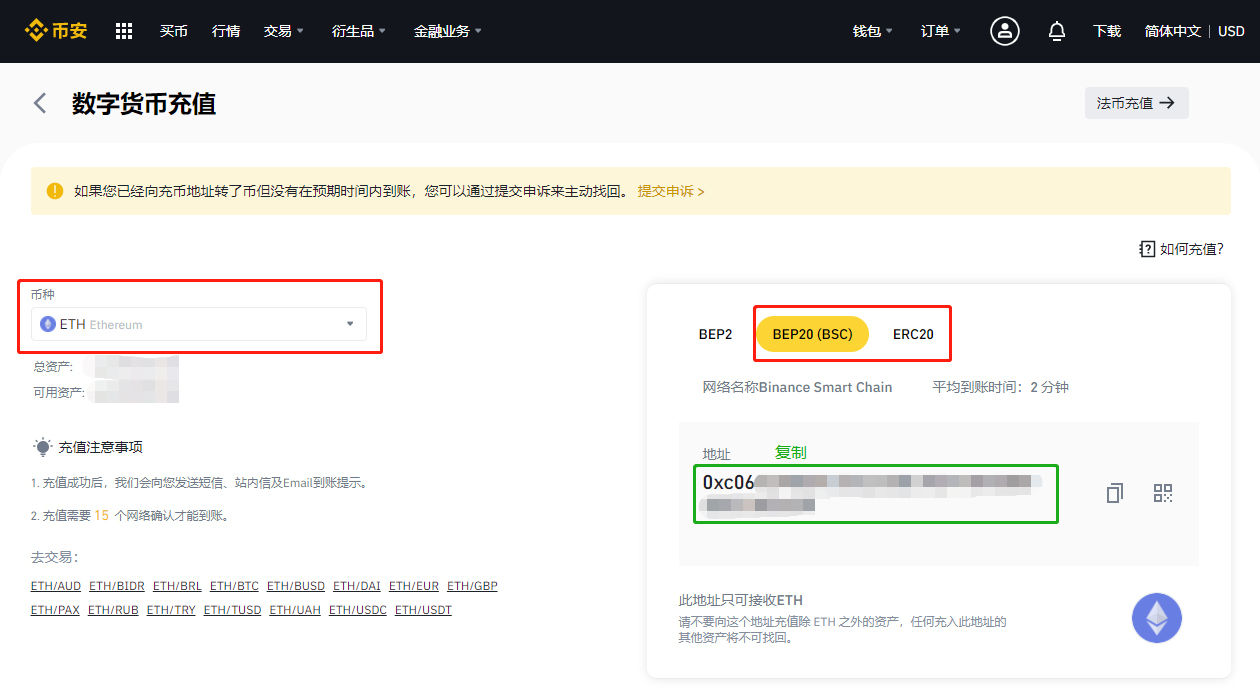 币安 买币 行情 交易 衍生品 金融业务 钱包 订单 下载 简体中文 | USD
数字货币充值
法币充值 →
如果您已经向充币地址转了币但没有在预期时间内到账，您可以通过提交申诉来主动找回。 提交申诉 >
如何充值?
币种
ETH Ethereum
总资产:
可用资产:
充值注意事项
1. 充值成功后，我们会向您发送短信、站内信及Email到账提示。
2. 充值需要 15 个网络确认才能到账。
去交易：
ETH/AUD ETH/BIDR ETH/BRL ETH/BTC ETH/BUSD ETH/DAI ETH/EUR ETH/GBP
ETH/PAX ETH/RUB ETH/TRY ETH/TUSD ETH/UAH ETH/USDC ETH/USDT
BEP2 BEP20 (BSC) ERC20
网络名称Binance Smart Chain 平均到账时间：2 分钟
地址 复制
0xc06
此地址只可接收ETH
请不要向这个地址充值除 ETH 之外的资产，任何充入此地址的
其他资产将不可找回。